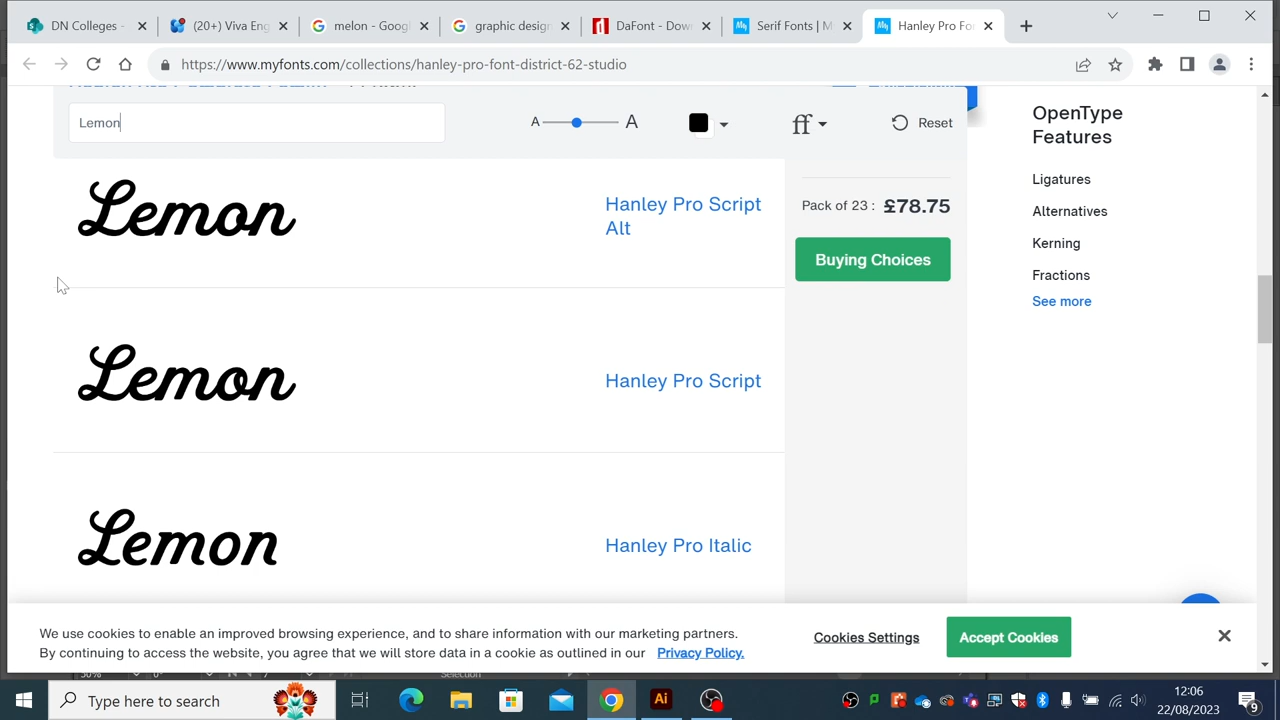 DN Colleges -
(20+) Viva Eng
melon - Googl
graphic design
DaFont - Dow
Serif Fonts | M
Hanley Pro Fo
https://www.myfonts.com/collections/hanley-pro-font-district-62-studio
Lemon
A
A
ff
Reset
OpenType
Features
Ligatures
Alternatives
Kerning
Fractions
See more
Lemon
Hanley Pro Script
Alt
Pack of 23 : £78.75
Buying Choices
Lemon
Hanley Pro Script
Lemon
Hanley Pro Italic
We use cookies to enable an improved browsing experience, and to share information with our marketing partners.
By continuing to access the website, you agree that we will store data in a cookie as outlined in our Privacy Policy.
Cookies Settings
Accept Cookies
Selection
Type here to search
Ai
12:06
22/08/2023
9